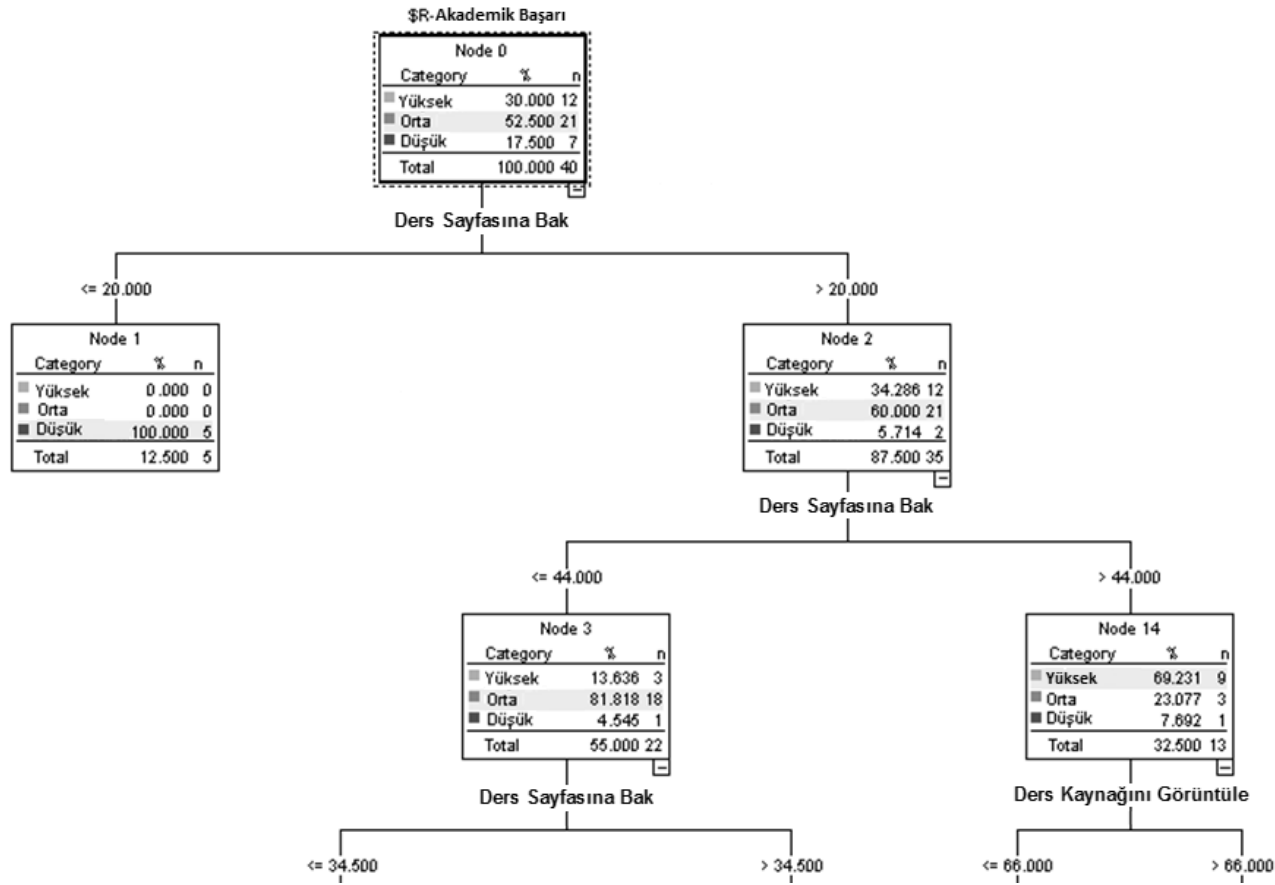 $R-Akademik Başarı
Node 0
Category % n
Yüksek 30.000 12
Orta 52.500 21
Düşük 17.500 7
Total 100.000 40
Ders Sayfasına Bak
<= 20.000
> 20.000
Node 1
Category % n
Yüksek 0.000 0
Orta 0.000 0
Düşük 100.000 5
Total 12.500 5
Node 2
Category % n
Yüksek 34.286 12
Orta 60.000 21
Düşük 5.714 2
Total 87.500 35
Ders Sayfasına Bak
<= 44.000
> 44.000
Node 3
Category % n
Yüksek 13.636 3
Orta 81.818 18
Düşük 4.545 1
Total 55.000 22
Ders Sayfasına Bak
Node 14
Category % n
Yüksek 69.231 9
Orta 23.077 3
Düşük 7.692 1
Total 32.500 13
Ders Kaynağını Görüntüle
<= 34.500
> 34.500
<= 66.000
> 66.000